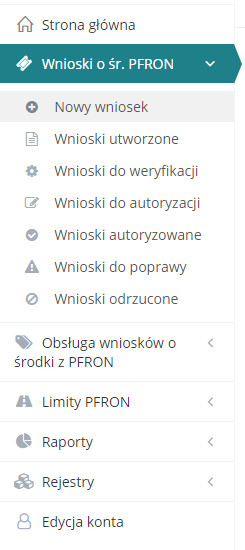 Strona główna
Wnioski o śr. PFRON
Nowy wniosek
Wnioski utworzone
Wnioski do weryfikacji
Wnioski do autoryzacji
Wnioski autoryzowane
Wnioski do poprawy
Wnioski odrzucone
Obsługa wniosków o
środki z PFRON
Limity PFRON
Raporty
Rejestry
Edycja konta